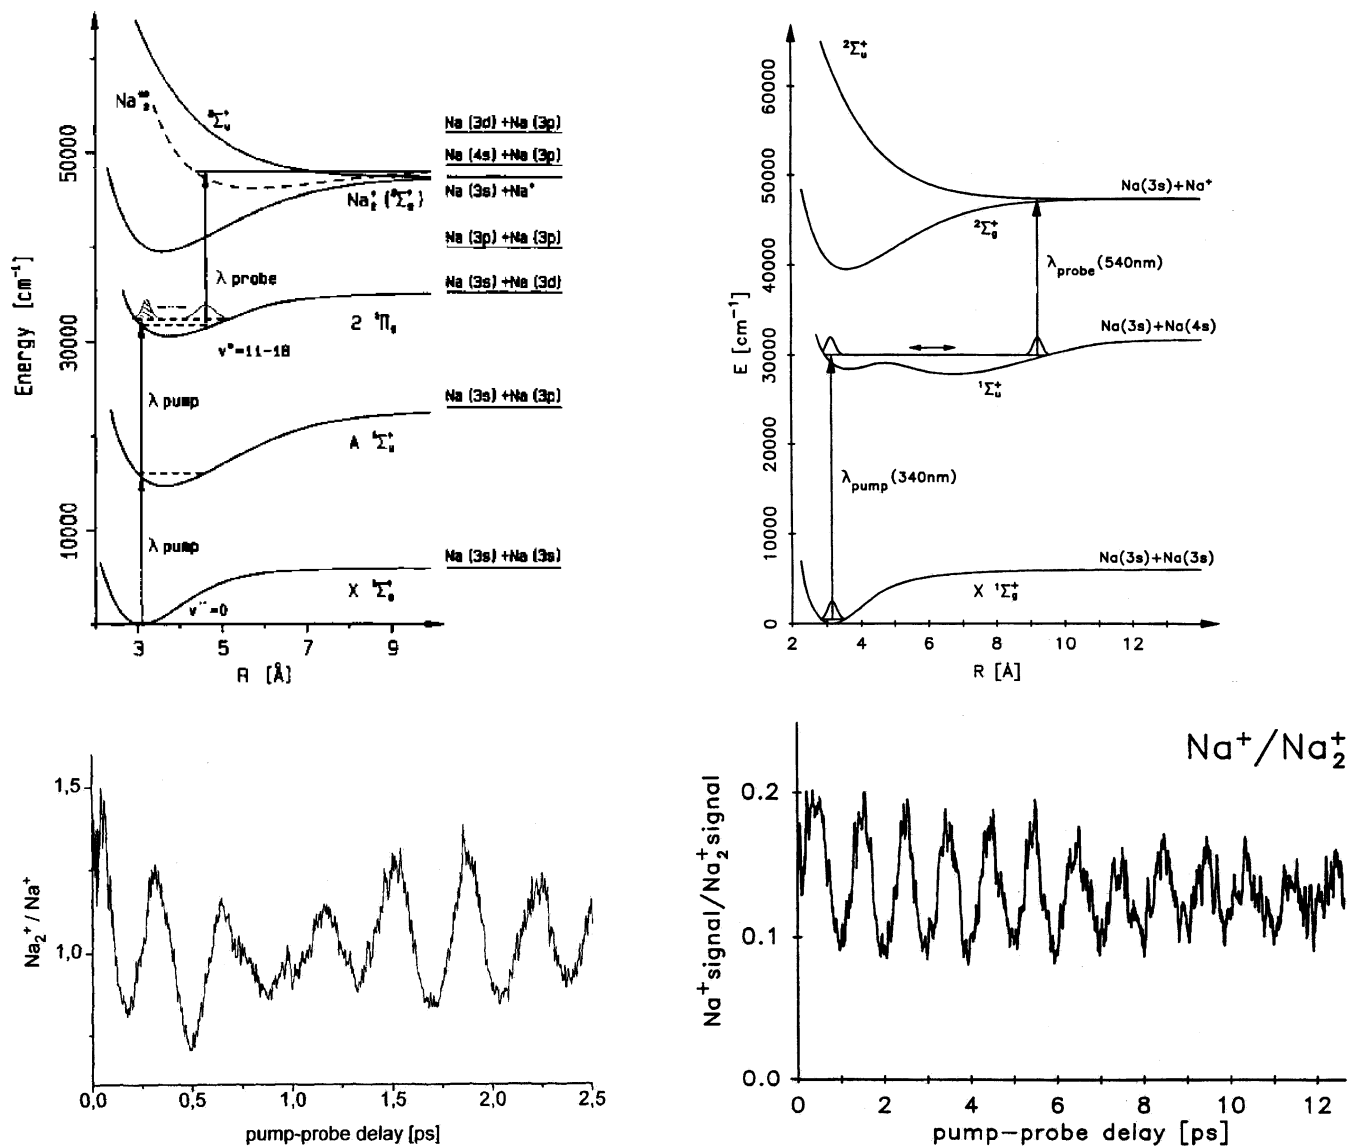 Energy [cm⁻¹]
50000
30000
10000
Na₂**
²Σᵤ⁺
Na (3d) +Na (3p)
Na (4s) +Na (3p)
Na (3s) +Na⁺
Na₂⁺ (²Σg⁺)
Na (3p) +Na (3p)
λ probe
Na (3s) +Na (3d)
2 ¹Πg
v*=11-18
λ pump
Na (3s) +Na (3p)
A ¹Σᵤ⁺
λ pump
Na (3s) +Na (3s)
X ¹Σg⁺
v''=0
3 5 7 9
R [Å]
E [cm⁻¹]
60000
50000
40000
30000
20000
10000
0
²Σᵤ⁺
Na(3s)+Na⁺
²Σg⁺
λprobe(540nm)
Na(3s)+Na(4s)
¹Σᵤ⁺
λpump(340nm)
Na(3s)+Na(3s)
X ¹Σg⁺
2 4 6 8 10 12
R [Å]
Na₂⁺/Na⁺
1,5
1,0
0,0 0,5 1,0 1,5 2,0 2,5
pump-probe delay [ps]
Na⁺/Na₂⁺
Na⁺signal/Na₂⁺signal
0.2
0.1
0.0
0 2 4 6 8 10 12
pump-probe delay [ps]